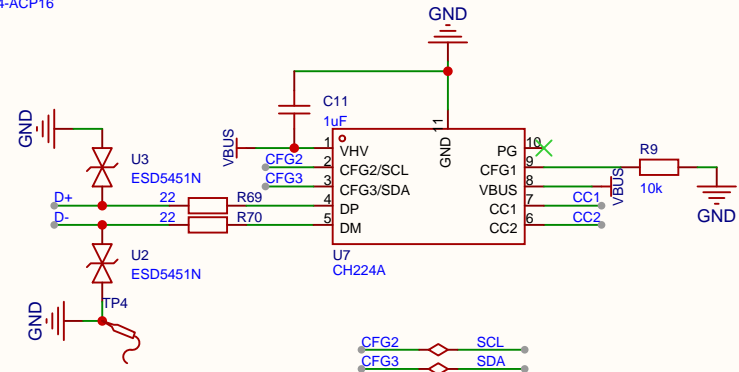 4-ACP16
GND
C11
1uF
GND
VBUS
U3
ESD5451N
1
VHV
11
GND
PG
10
R9
CFG2
2
CFG2/SCL
CFG1
9
CFG3
3
CFG3/SDA
VBUS
8
VBUS
10k
D+
22
R69
4
DP
CC1
7
CC1
GND
D-
22
R70
5
DM
CC2
6
CC2
U2
ESD5451N
U7
CH224A
GND
TP4
CFG2
SCL
CFG3
SDA